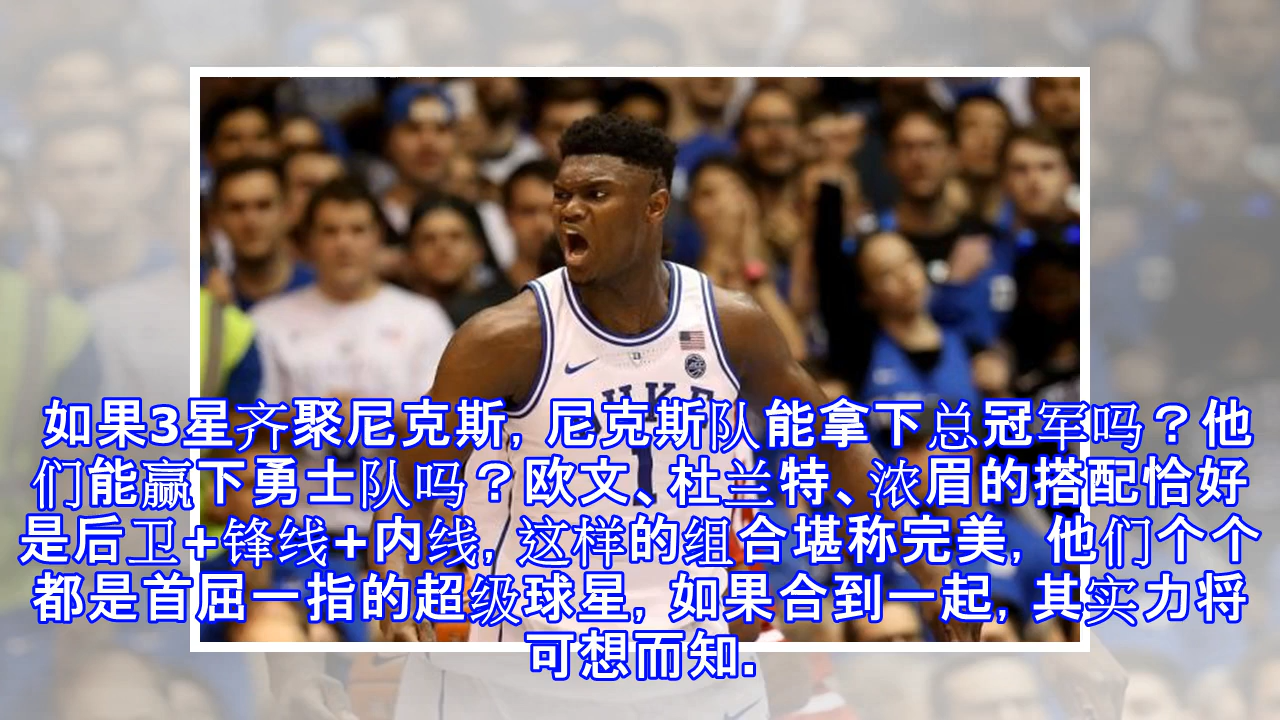 DUKE
1
如果3星齐聚尼克斯, 尼克斯队能拿下总冠军吗？他
们能赢下勇士队吗？欧文、杜兰特、浓眉的搭配恰好
是后卫+锋线+内线, 这样的组合堪称完美, 他们个个
都是首屈一指的超级球星, 如果合到一起, 其实力将
可想而知.